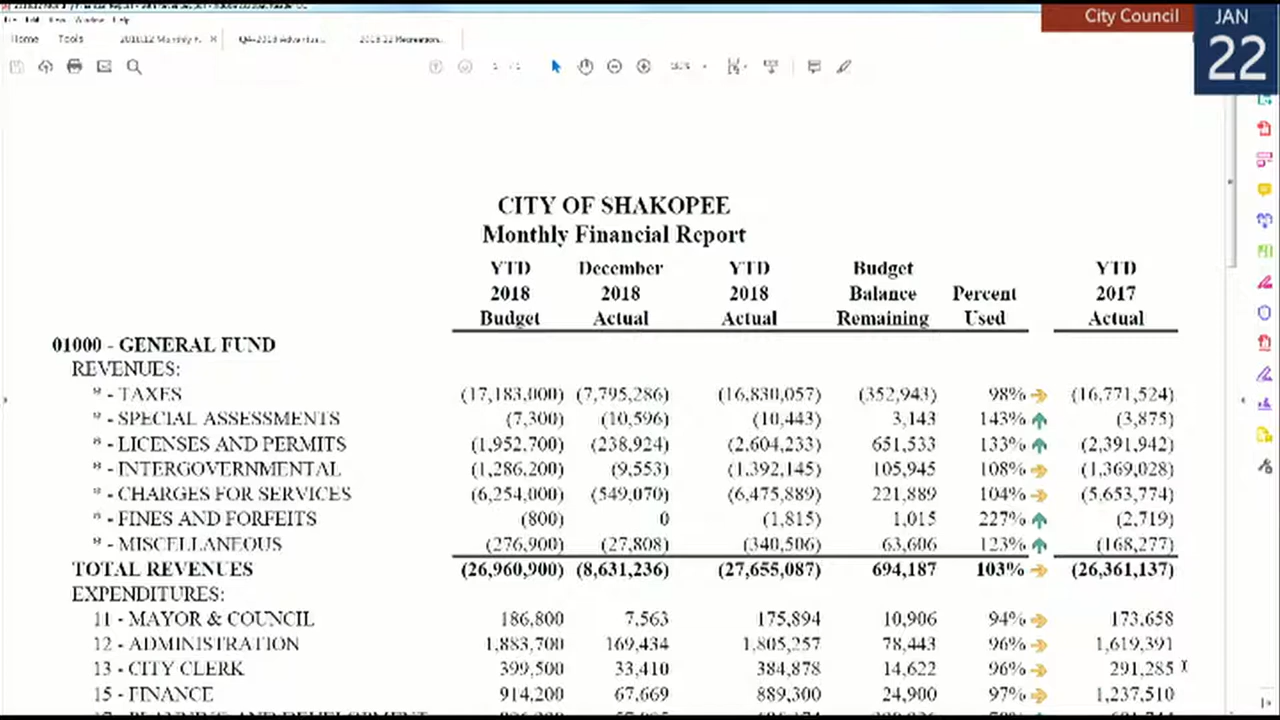 City Council
JAN
22
Home Tools
CITY OF SHAKOPEE
Monthly Financial Report
YTD December YTD Budget YTD
2018 2018 2018 Balance Percent 2017
Budget Actual Actual Remaining Used Actual
01000 - GENERAL FUND
REVENUES:
* - TAXES (17,183,000) (7,795,286) (16,830,057) (352,943) 98% (16,771,524)
* - SPECIAL ASSESSMENTS (7,300) (10,596) (10,443) 3,143 143% (3,875)
* - LICENSES AND PERMITS (1,952,700) (238,924) (2,604,233) 651,533 133% (2,391,942)
* - INTERGOVERNMENTAL (1,286,200) (9,553) (1,392,145) 105,945 108% (1,369,028)
* - CHARGES FOR SERVICES (6,254,000) (549,070) (6,475,889) 221,889 104% (5,653,774)
* - FINES AND FORFEITS (800) 0 (1,815) 1,015 227% (2,719)
* - MISCELLANEOUS (276,900) (27,808) (340,506) 63,606 123% (168,277)
TOTAL REVENUES (26,960,900) (8,631,236) (27,655,087) 694,187 103% (26,361,137)
EXPENDITURES:
11 - MAYOR & COUNCIL 186,800 7,563 175,894 10,906 94% 173,658
12 - ADMINISTRATION 1,883,700 169,434 1,805,257 78,443 96% 1,619,391
13 - CITY CLERK 399,500 33,410 384,878 14,622 96% 291,285
15 - FINANCE 914,200 67,669 889,300 24,900 97% 1,237,510